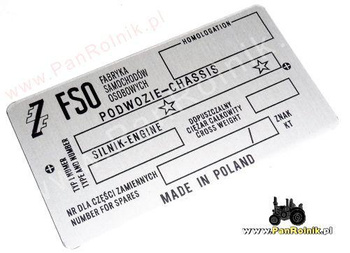 www.PanRolnik.pl
FSO
FABRYKA
SAMOCHODÓW
OSOBOWYCH
HOMOLOGATION
PODWOZIE-CHASSIS
TYP I NUMER
TYPE AND NUMBER
SILNIK-ENGINE
DOPUSZCZALNY
CIĘŻAR CAŁKOWITY
CROSS WEIGHT
ZNAK
KT
NR DLA CZĘŚCI ZAMIENNYCH
NUMBER FOR SPARES
MADE IN POLAND
www.PanRolnik.pl